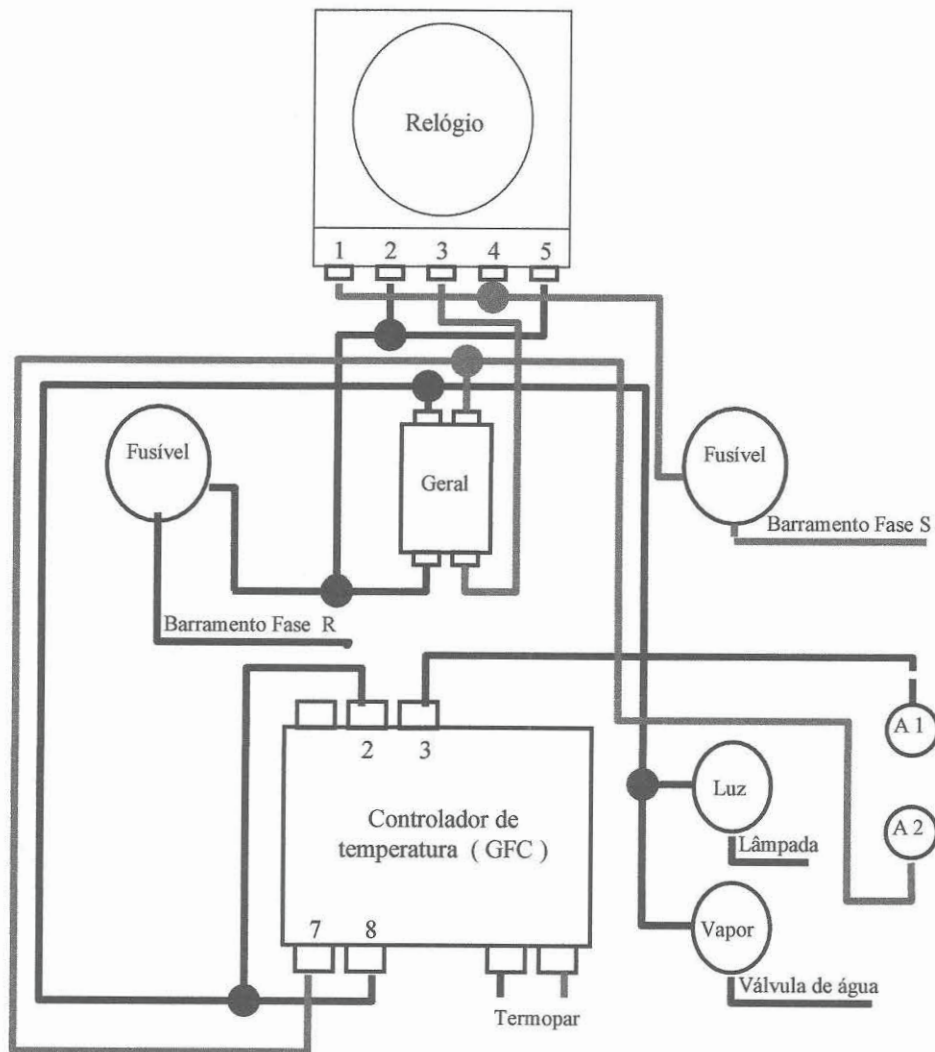 Relógio
1 2 3 4 5
Fusível
Geral
Fusível
Barramento Fase S
Barramento Fase R
2 3
A 1
Luz
Controlador de
temperatura ( GFC )
A 2
Lâmpada
7 8
Vapor
Válvula de água
Termopar